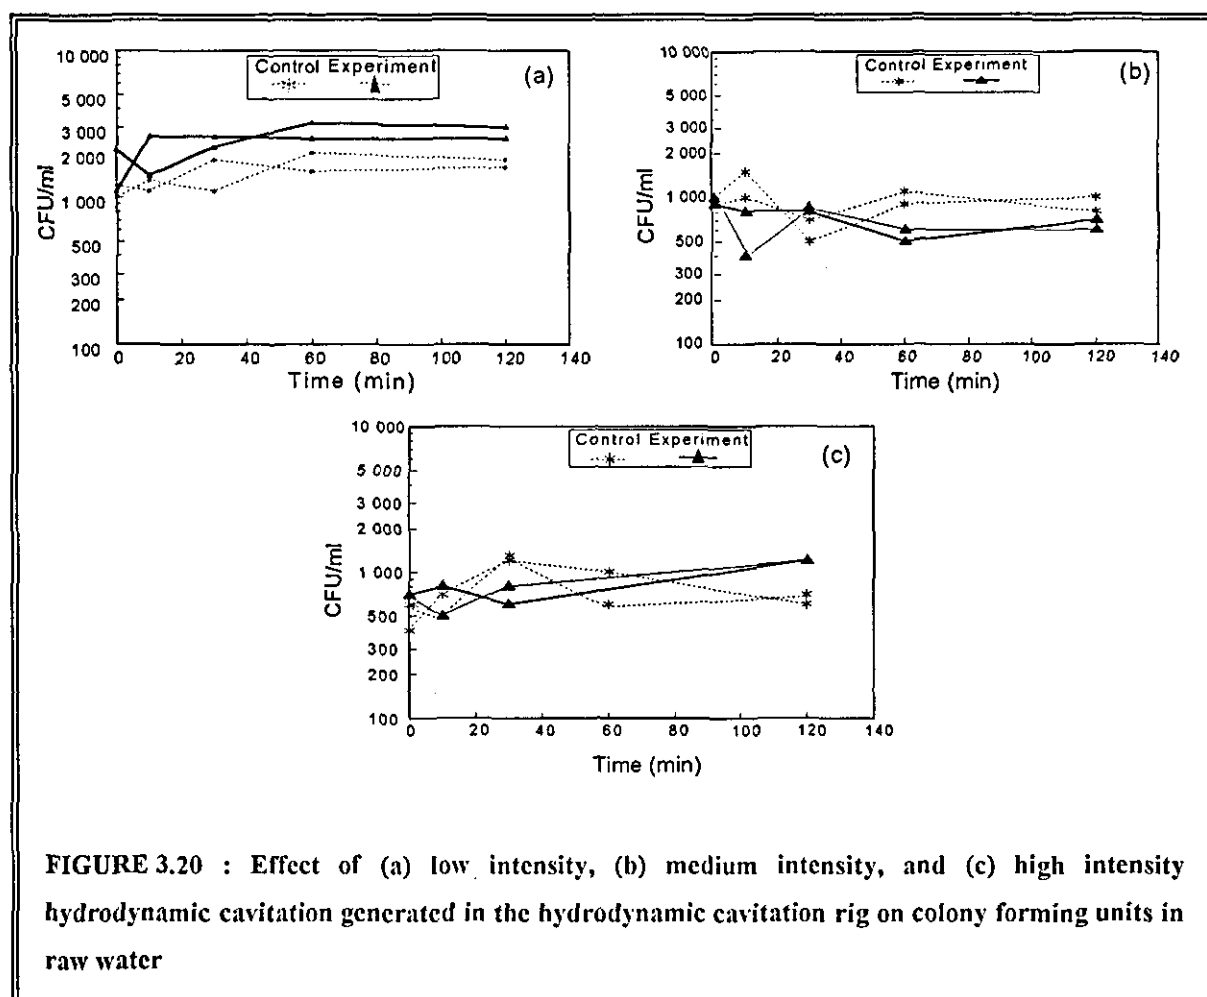 10 000
5 000
3 000
2 000
1 000
500
300
200
100
CFU/ml
Control Experiment
(a)
0 20 40 60 80 100 120 140
Time (min)
10 000
5 000
3 000
2 000
1 000
500
300
200
100
CFU/ml
Control Experiment
(b)
0 20 40 60 80 100 120 140
Time (min)
10 000
5 000
3 000
2 000
1 000
500
300
200
100
CFU/ml
Control Experiment
(c)
0 20 40 60 80 100 120 140
Time (min)
FIGURE 3.20 : Effect of (a) low intensity, (b) medium intensity, and (c) high intensity
hydrodynamic cavitation generated in the hydrodynamic cavitation rig on colony forming units in
raw water